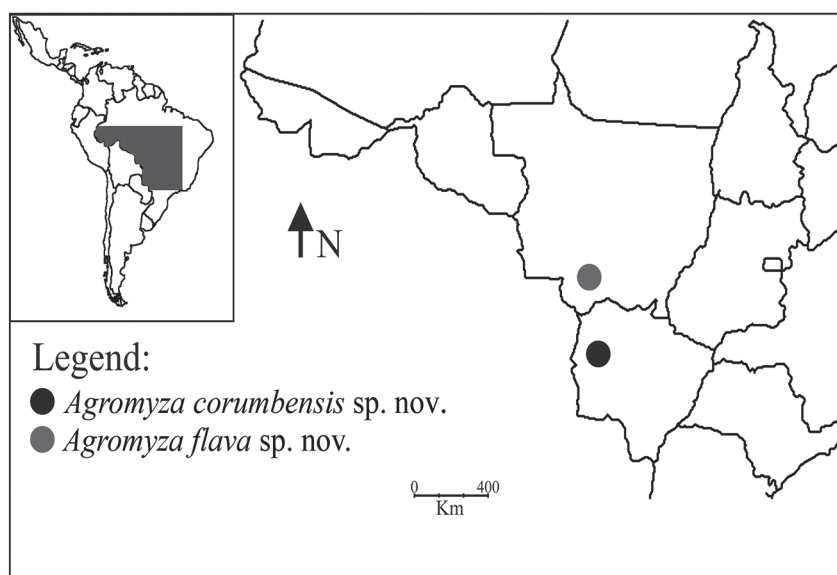 N
Legend:
Agromyza corumbensis sp. nov.
Agromyza flava sp. nov.
0 400
Km